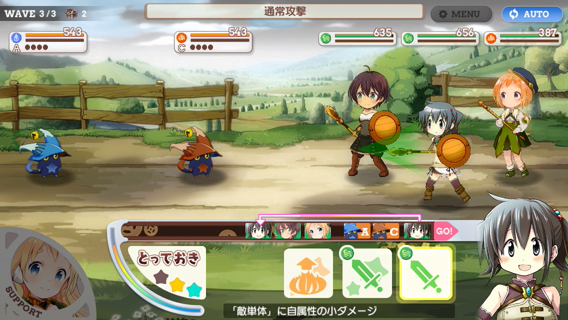 WAVE 3/3 2
通常攻撃
MENU
AUTO
543
A
543
C
635
656
387
A C GO!
とっておき
SUPPORT
「敵単体」に自属性の小ダメージ